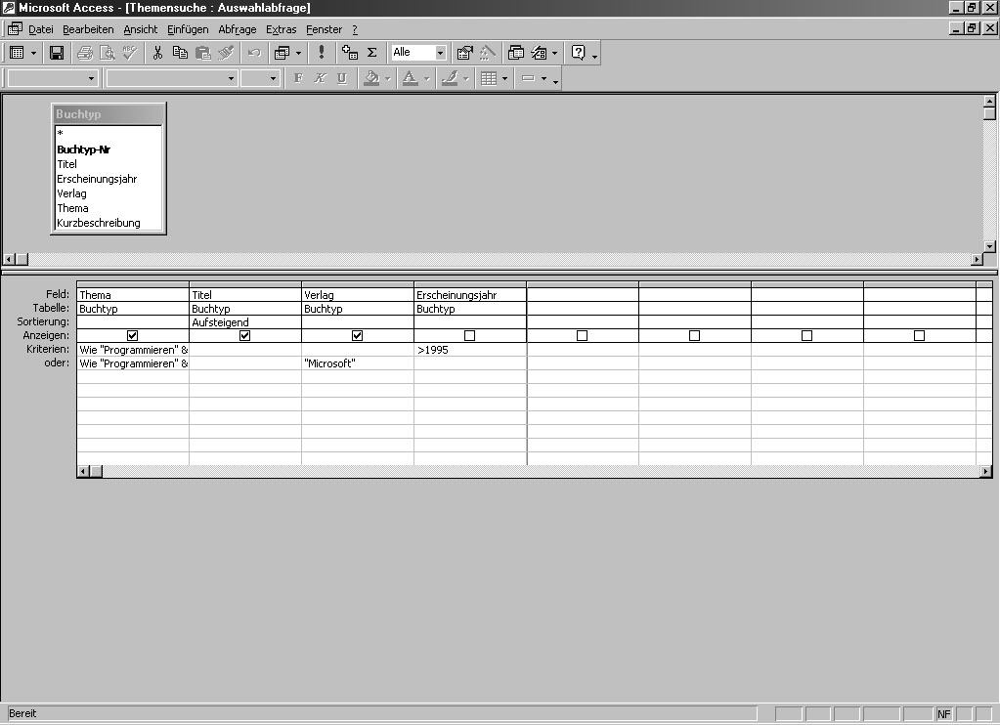 Microsoft Access - [Themensuche : Auswahlabfrage]
Datei Bearbeiten Ansicht Einfügen Abfrage Extras Fenster ?
Alle
F K U
Buchtyp
*
Buchtyp-Nr
Titel
Erscheinungsjahr
Verlag
Thema
Kurzbeschreibung
Feld: Thema Titel Verlag Erscheinungsjahr
Tabelle: Buchtyp Buchtyp Buchtyp Buchtyp
Sortierung: Aufsteigend
Anzeigen:
Kriterien: Wie "Programmieren" & >1995
oder: Wie "Programmieren" & "Microsoft"
Bereit NF